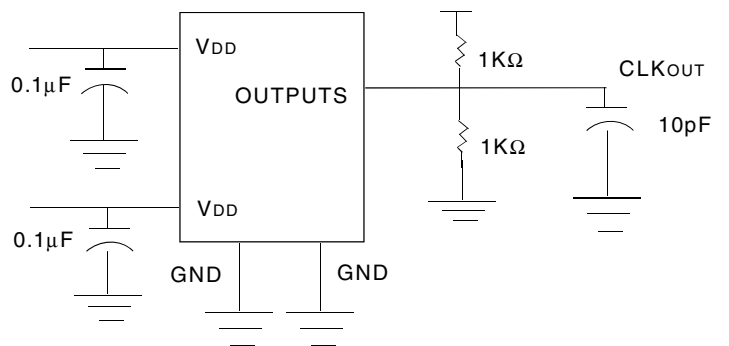 VDD
0.1µF
1KΩ
CLKOUT
OUTPUTS
10pF
1KΩ
VDD
0.1µF
GND
GND